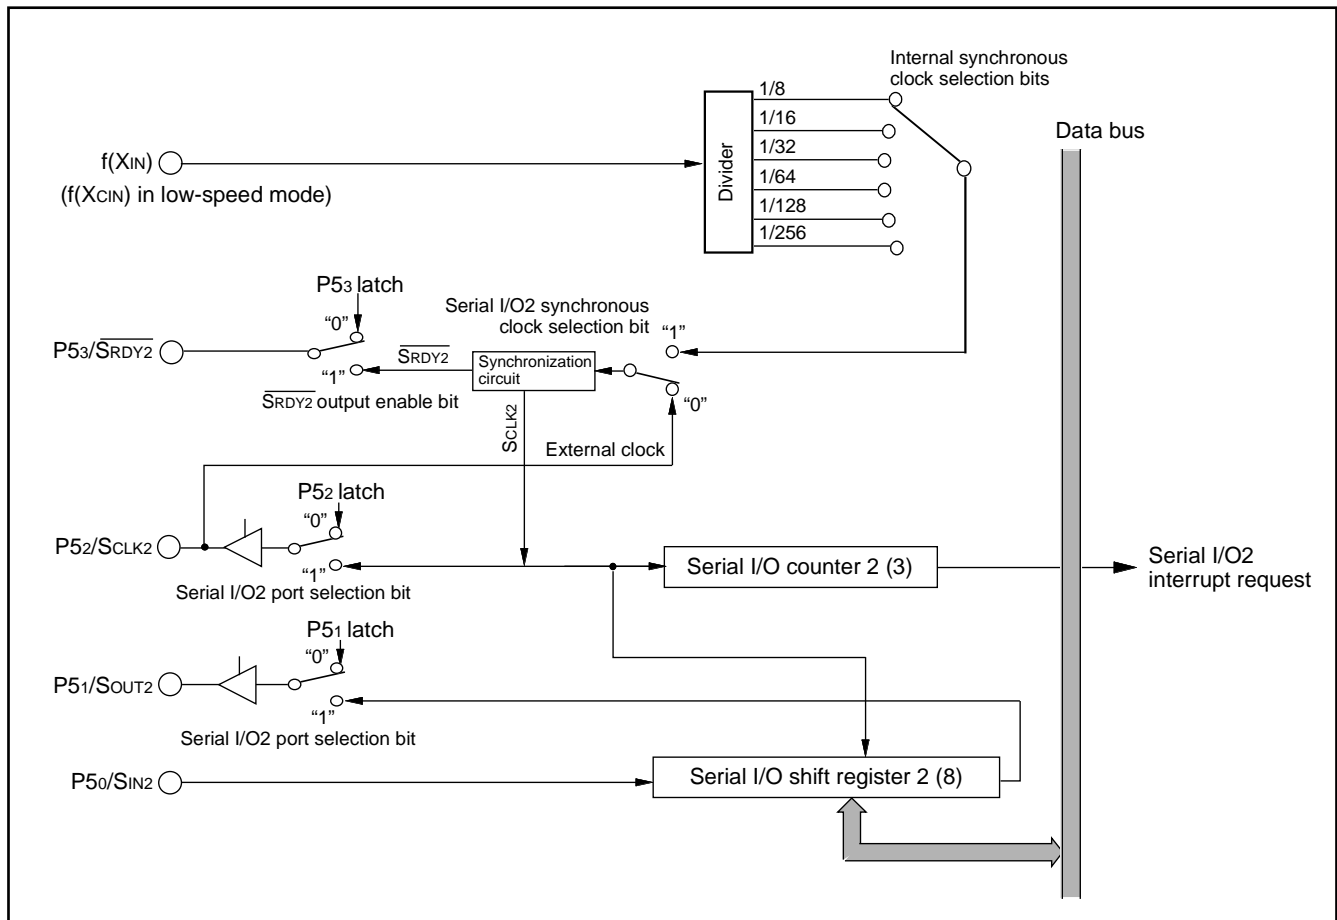 Internal synchronous
clock selection bits
1/8
1/16
1/32
1/64
1/128
1/256
Divider
Data bus
f(XIN)
(f(XCIN) in low-speed mode)
P53 latch
“0”
Serial I/O2 synchronous
clock selection bit
“1”
P53/SRDY2
SRDY2
Synchronization
circuit
“1”
SRDY2 output enable bit
“0”
SCLK2
External clock
P52 latch
“0”
P52/SCLK2
“1”
Serial I/O2 port selection bit
Serial I/O counter 2 (3)
Serial I/O2
interrupt request
P51 latch
“0”
P51/SOUT2
“1”
Serial I/O2 port selection bit
P50/SIN2
Serial I/O shift register 2 (8)